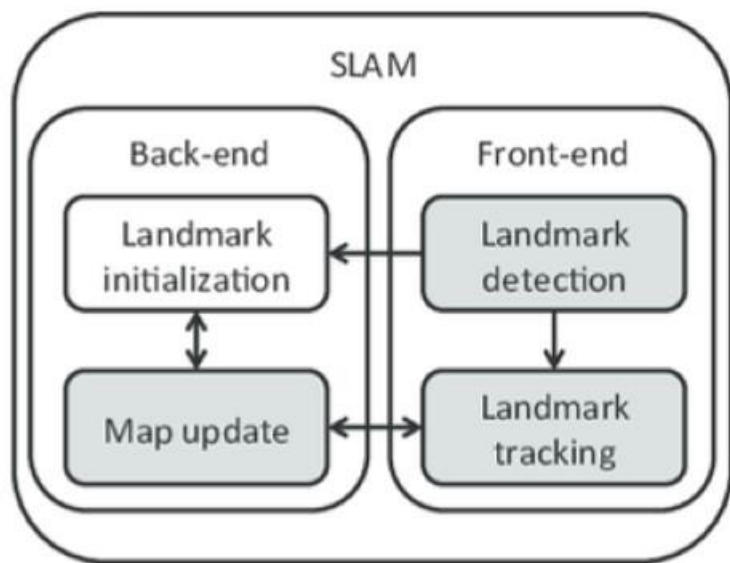 SLAM
Back-end
Landmark
initialization
Map update
Front-end
Landmark
detection
Landmark
tracking